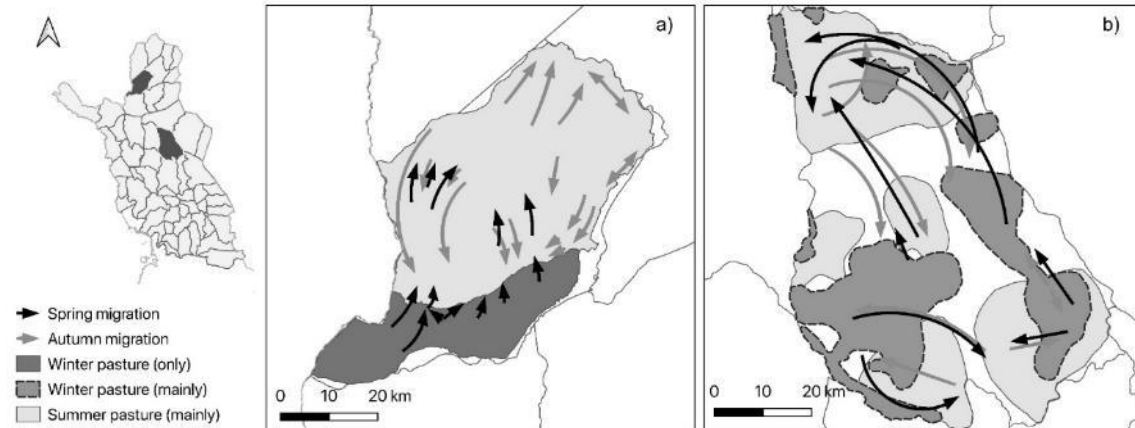 a)
b)
Spring migration
Autumn migration
Winter pasture (only)
Winter pasture (mainly)
Summer pasture (mainly)
0 10 20 km
0 10 20 km